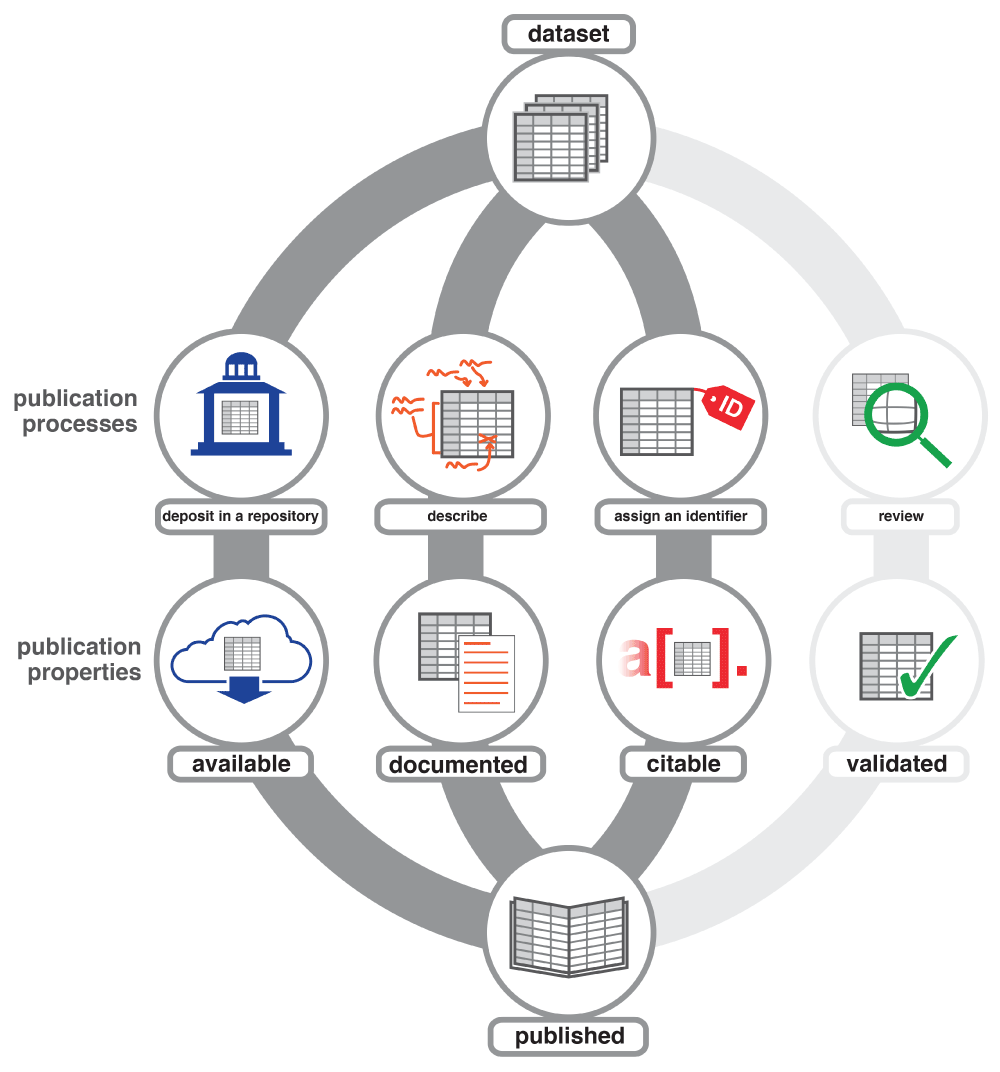 dataset
publication
processes
ID
deposit in a repository
describe
assign an identifier
review
publication
properties
a[ ].
available
documented
citable
validated
published